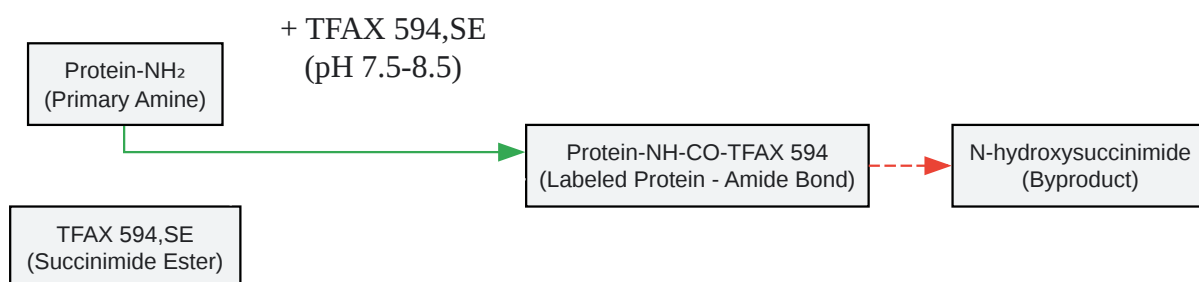 + TFAX 594,SE
(pH 7.5-8.5)
Protein-NH₂
(Primary Amine)
Protein-NH-CO-TFAX 594
(Labeled Protein - Amide Bond)
N-hydroxysuccinimide
(Byproduct)
TFAX 594,SE
(Succinimide Ester)